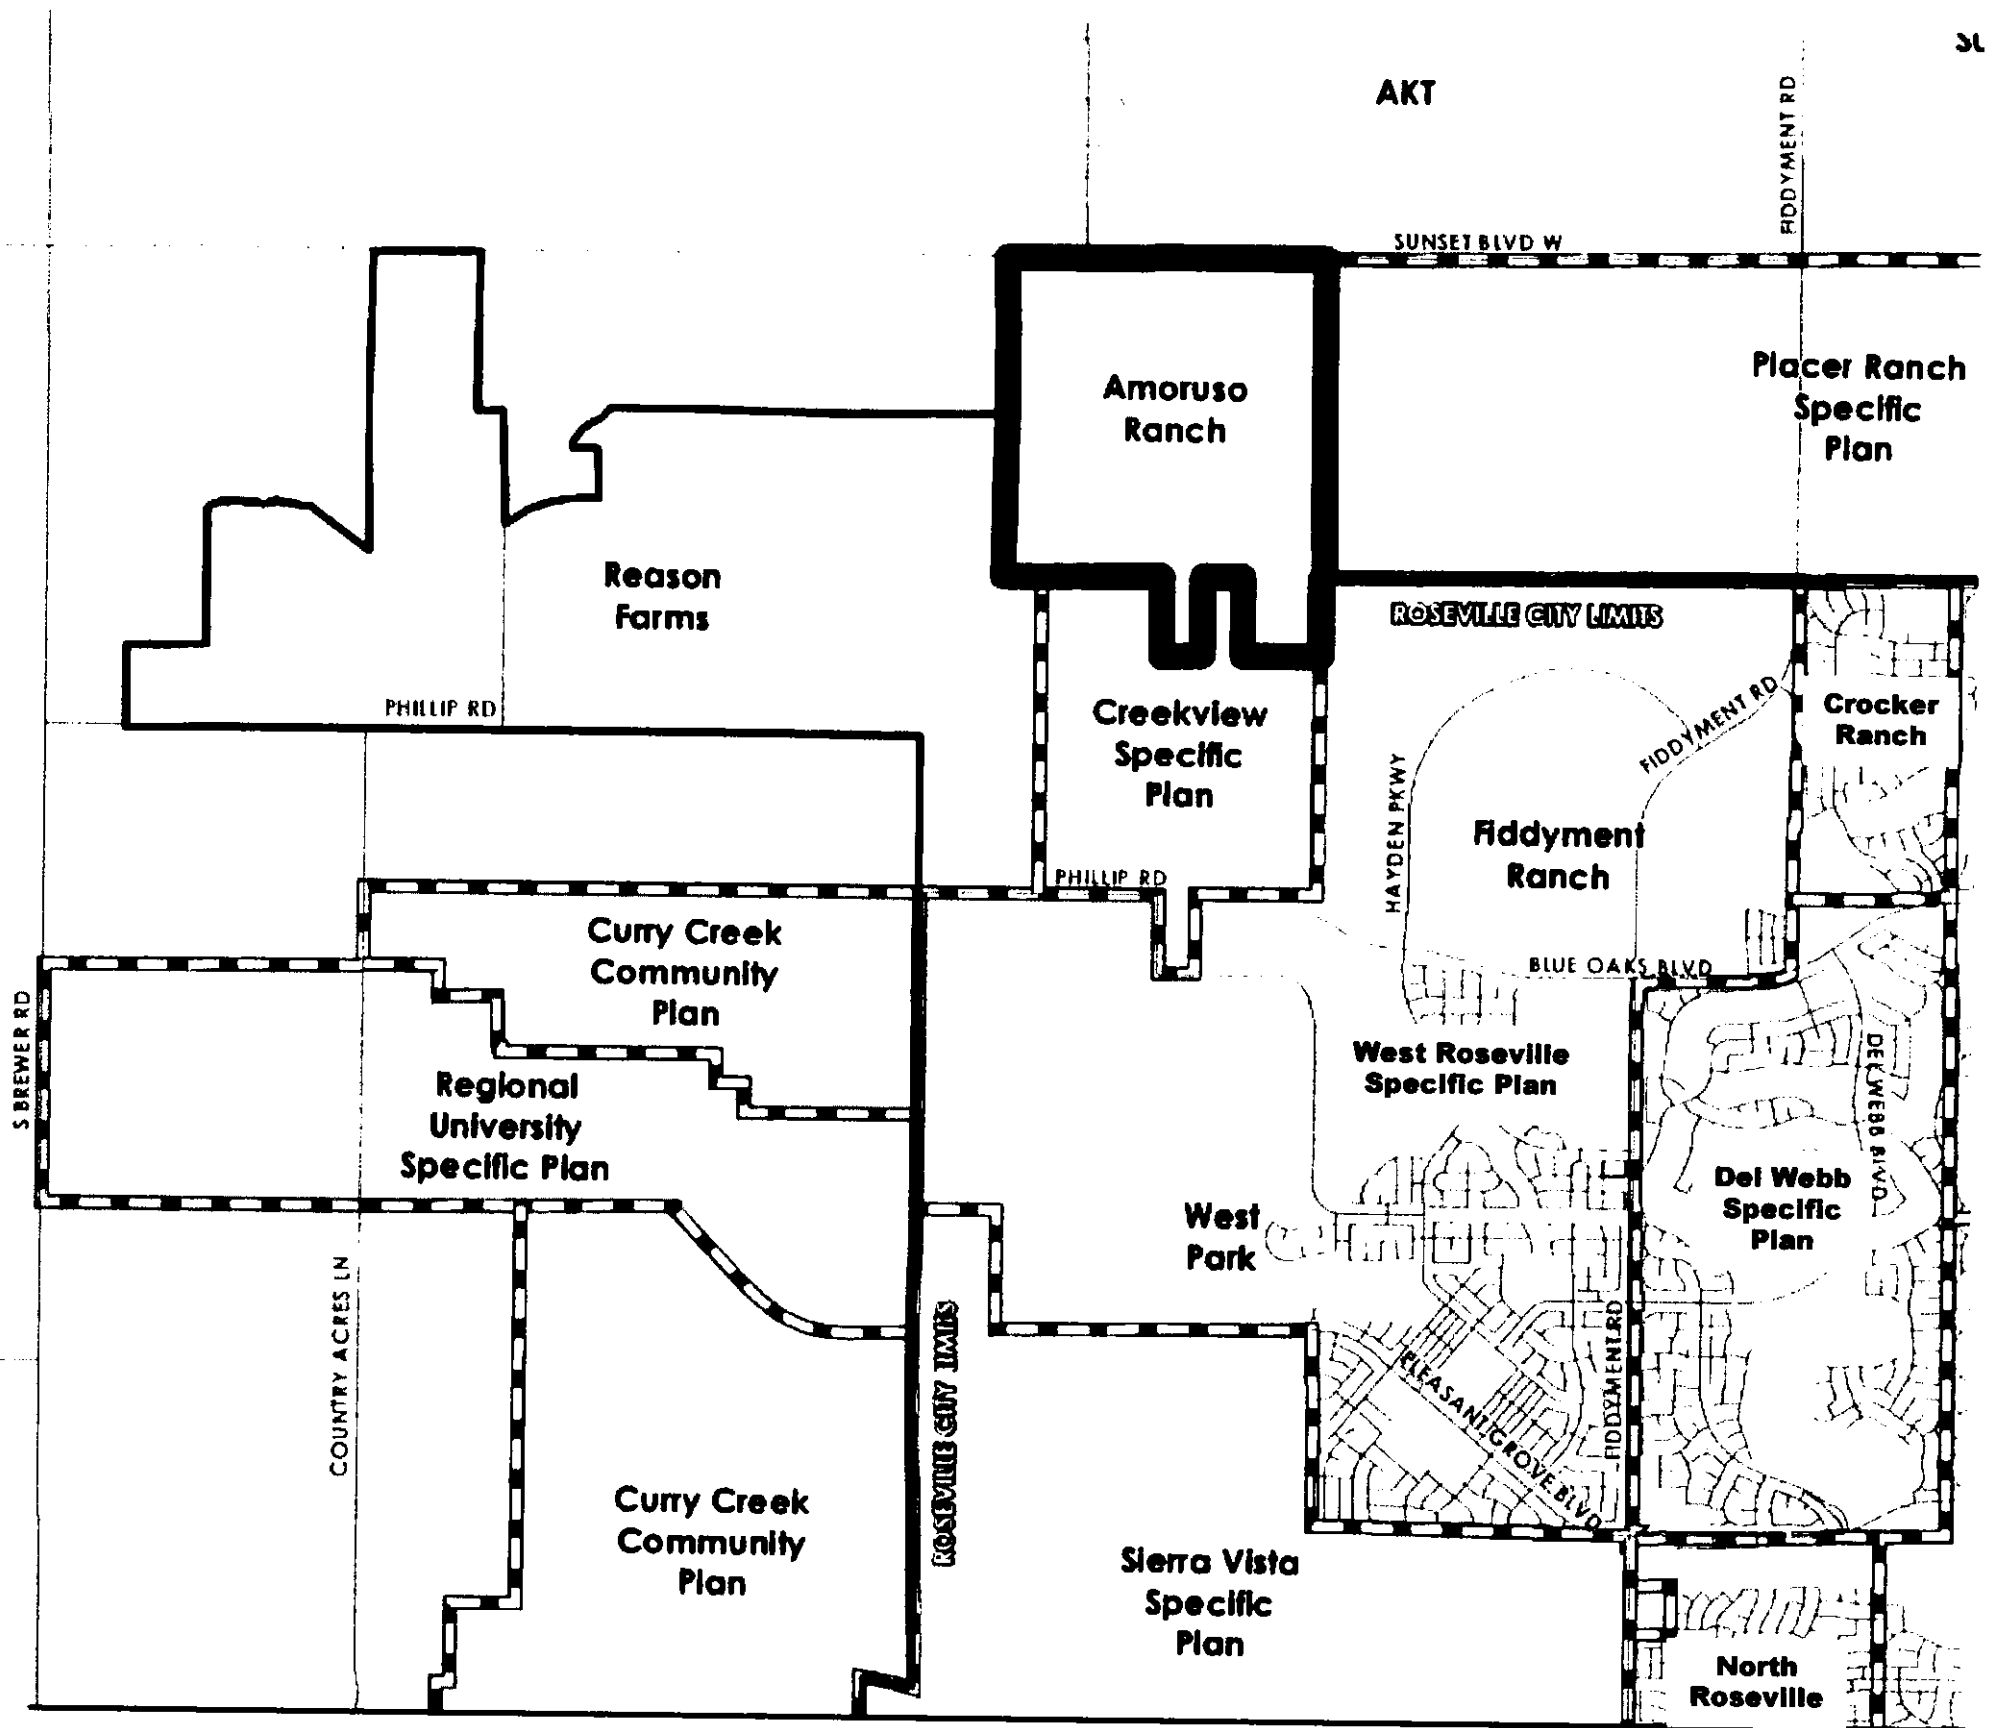 AKT
FIDDYMENT RD
SUNSET BLVD W
Placer Ranch
Specific
Plan
Amoruso
Ranch
Reason
Farms
ROSEVILLE CITY LIMITS
PHILLIP RD
Creekview
Specific
Plan
FIDDYMENT RD
Crocker
Ranch
HAYDEN PKWY
Fiddyment
Ranch
PHILLIP RD
Curry Creek
Community
Plan
BLUE OAKS BLVD
S BREWER RD
West Roseville
Specific Plan
DEL WEBB BLVD
Regional
University
Specific Plan
Del Webb
Specific
Plan
West
Park
COUNTRY ACRES LN
ROSEVILLE CITY LIMITS
FIDDYMENT RD
PLEASANT GROVE BLVD
Curry Creek
Community
Plan
Sierra Vista
Specific
Plan
North
Roseville